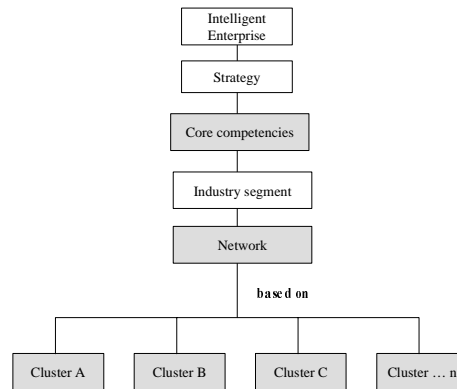 Intelligent
Enterprise
Strategy
Core competencies
Industry segment
Network
based on
Cluster A
Cluster B
Cluster C
Cluster … n